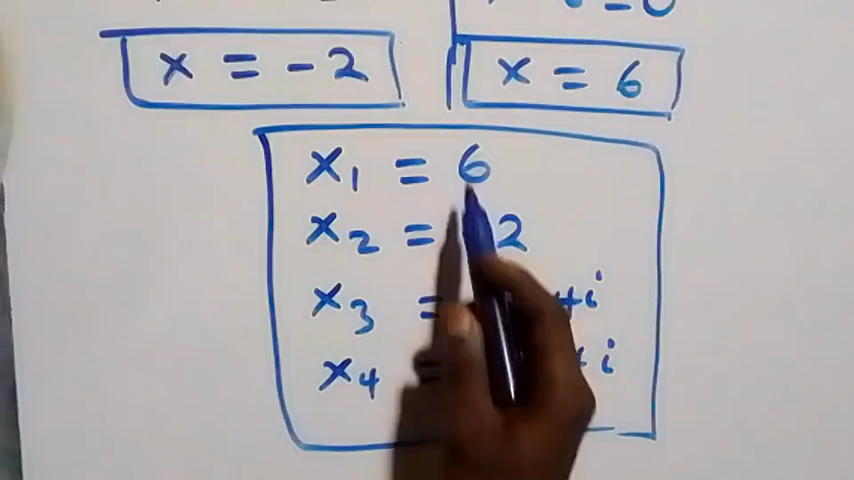 x = -2
x = 6
x₁ = 6
x₂ = 2
x₃ = +i
x₄ = i